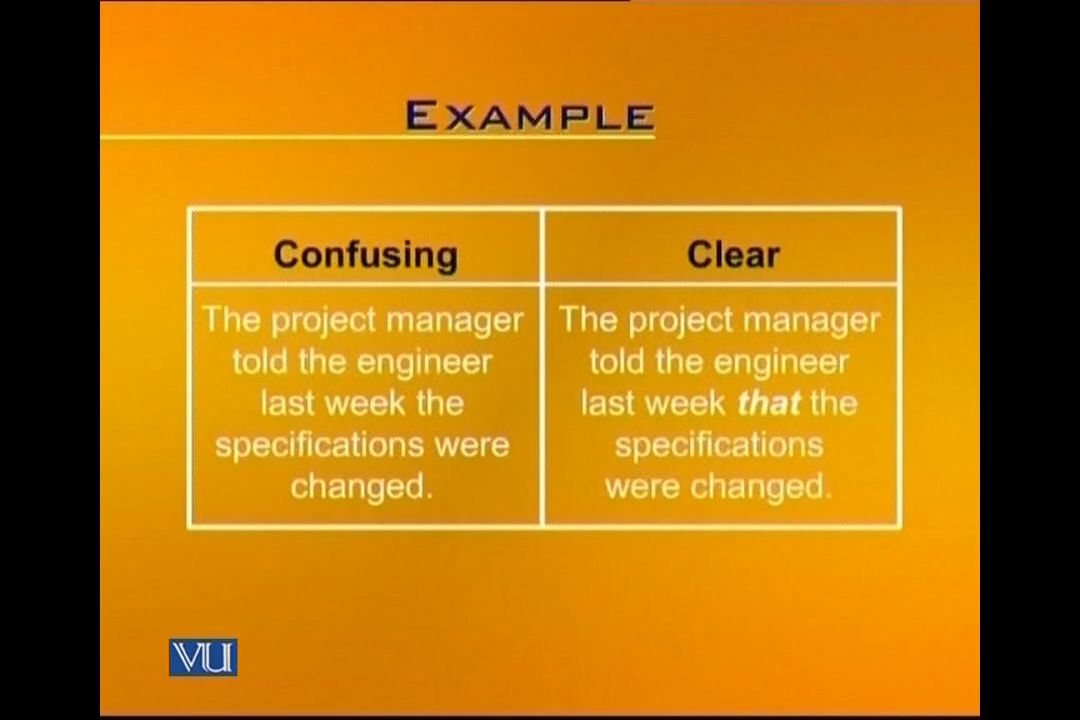 EXAMPLE
Confusing
Clear
The project manager
told the engineer
last week the
specifications were
changed.
The project manager
told the engineer
last week that the
specifications
were changed.
VU